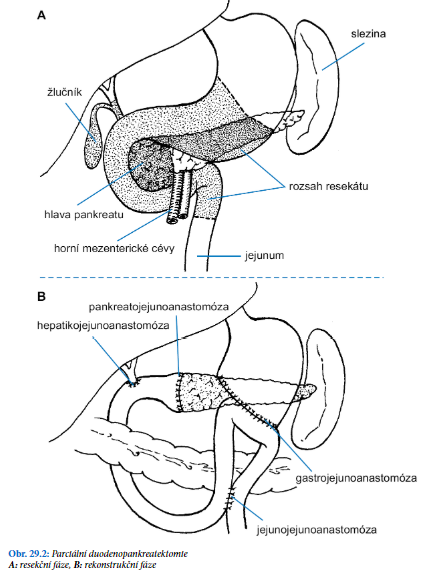 A
slezina
žlučník
rozsah resekátu
hlava pankreatu
horní mezenterické cévy
jejunum
B
pankreatojejunoanastomóza
hepatikojejunoanastomóza
gastrojejunoanastomóza
jejunojejunoanastomóza
Obr. 29.2: Parciální duodenopankreatektomie
A: resekční fáze, B: rekonstrukční fáze